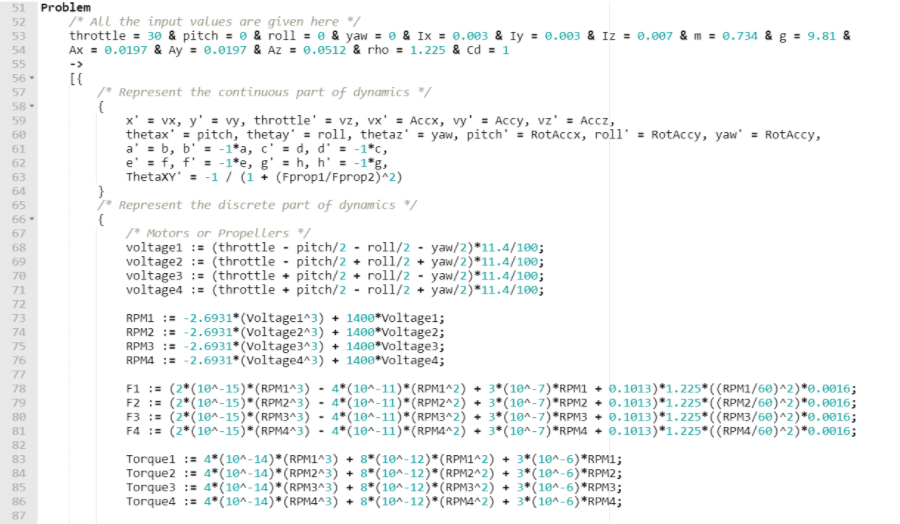 51 Problem
52 /* All the input values are given here */
53 throttle = 30 & pitch = 0 & roll = 0 & yaw = 0 & Ix = 0.003 & Iy = 0.003 & Iz = 0.007 & m = 0.734 & g = 9.81 &
54 Ax = 0.0197 & Ay = 0.0197 & Az = 0.0512 & rho = 1.225 & Cd = 1
55 ->
56 [{
57 /* Represent the continuous part of dynamics */
58 {
59 x' = vx, y' = vy, throttle' = vz, vx' = Accx, vy' = Accy, vz' = Accz,
60 thetax' = pitch, thetay' = roll, thetaz' = yaw, pitch' = RotAccx, roll' = RotAccy, yaw' = RotAccy,
61 a' = b, b' = -1*a, c' = d, d' = -1*c,
62 e' = f, f' = -1*e, g' = h, h' = -1*g,
63 ThetaXY' = -1 / (1 + (Fprop1/Fprop2)^2)
64 }
65 /* Represent the discrete part of dynamics */
66 {
67 /* Motors or Propellers */
68 voltage1 := (throttle - pitch/2 - roll/2 - yaw/2)*11.4/100;
69 voltage2 := (throttle - pitch/2 + roll/2 + yaw/2)*11.4/100;
70 voltage3 := (throttle + pitch/2 + roll/2 - yaw/2)*11.4/100;
71 voltage4 := (throttle + pitch/2 - roll/2 + yaw/2)*11.4/100;
72
73 RPM1 := -2.6931*(Voltage1^3) + 1400*Voltage1;
74 RPM2 := -2.6931*(Voltage2^3) + 1400*Voltage2;
75 RPM3 := -2.6931*(Voltage3^3) + 1400*Voltage3;
76 RPM4 := -2.6931*(Voltage4^3) + 1400*Voltage4;
77
78 F1 := (2*(10^-15)*(RPM1^3) - 4*(10^-11)*(RPM1^2) + 3*(10^-7)*RPM1 + 0.1013)*1.225*((RPM1/60)^2)*0.0016;
79 F2 := (2*(10^-15)*(RPM2^3) - 4*(10^-11)*(RPM2^2) + 3*(10^-7)*RPM2 + 0.1013)*1.225*((RPM2/60)^2)*0.0016;
80 F3 := (2*(10^-15)*(RPM3^3) - 4*(10^-11)*(RPM3^2) + 3*(10^-7)*RPM3 + 0.1013)*1.225*((RPM3/60)^2)*0.0016;
81 F4 := (2*(10^-15)*(RPM4^3) - 4*(10^-11)*(RPM4^2) + 3*(10^-7)*RPM4 + 0.1013)*1.225*((RPM4/60)^2)*0.0016;
82
83 Torque1 := 4*(10^-14)*(RPM1^3) + 8*(10^-12)*(RPM1^2) + 3*(10^-6)*RPM1;
84 Torque2 := 4*(10^-14)*(RPM2^3) + 8*(10^-12)*(RPM2^2) + 3*(10^-6)*RPM2;
85 Torque3 := 4*(10^-14)*(RPM3^3) + 8*(10^-12)*(RPM3^2) + 3*(10^-6)*RPM3;
86 Torque4 := 4*(10^-14)*(RPM4^3) + 8*(10^-12)*(RPM4^2) + 3*(10^-6)*RPM4;
87